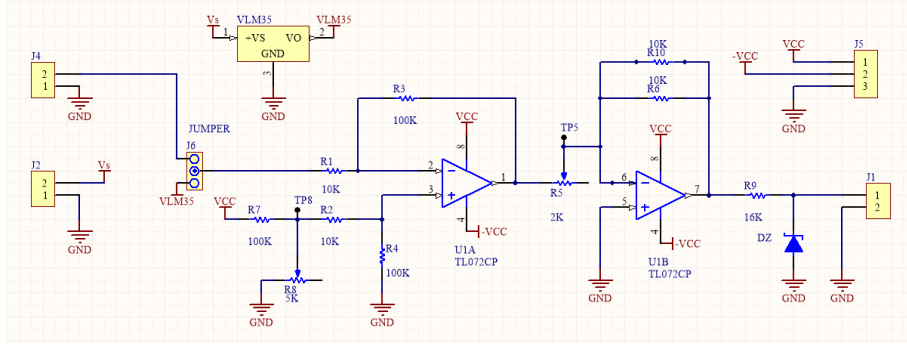 Vs VLM35 VLM35
1 +VS VO 2
GND
3
GND
J4
2
1
GND
J2
2
1
Vs
GND
JUMPER
J6
VLM35
R3
100K
R1
10K
VCC
R7
100K
TP8
R2
10K
R8
5K
GND
R4
100K
GND
VCC
8
2
3
1
4
-VCC
U1A
TL072CP
TP5
R5
2K
10K
R10
10K
R6
VCC
8
6
5
7
4
-VCC
U1B
TL072CP
GND
R9
16K
DZ
GND
GND
J1
1
2
J5
VCC
-VCC
1
2
3
GND